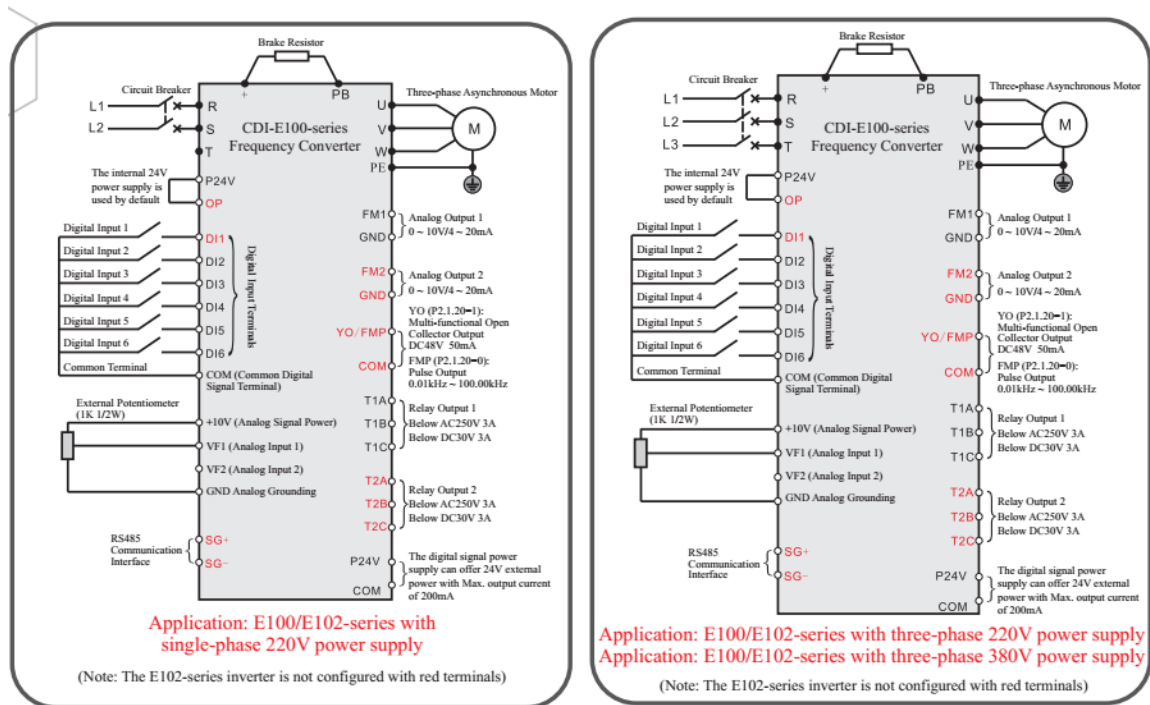 Brake Resistor
Circuit Breaker
+
PB
Three-phase Asynchronous Motor
L1
R
U
L2
S
V
M
T
W
PE
CDI-E100-series
Frequency Converter
The internal 24V
power supply is
used by default
P24V
OP
Digital Input 1
DI1
Digital Input 2
DI2
Digital Input 3
DI3
Digital Input 4
DI4
Digital Input 5
DI5
Digital Input 6
DI6
Digital Input Terminals
Common Terminal
COM (Common Digital
Signal Terminal)
External Potentiometer
(1K 1/2W)
+10V (Analog Signal Power)
VF1 (Analog Input 1)
VF2 (Analog Input 2)
GND Analog Grounding
RS485
Communication
Interface
SG+
SG-
FM1
GND
Analog Output 1
0 ~ 10V/4 ~ 20mA
FM2
GND
Analog Output 2
0 ~ 10V/4 ~ 20mA
YO/FMP
COM
YO (P2.1.20=1):
Multi-functional Open
Collector Output
DC48V 50mA
FMP (P2.1.20=0):
Pulse Output
0.01kHz ~ 100.00kHz
T1A
T1B
T1C
Relay Output 1
Below AC250V 3A
Below DC30V 3A
T2A
T2B
T2C
Relay Output 2
Below AC250V 3A
Below DC30V 3A
P24V
COM
The digital signal power
supply can offer 24V external
power with Max. output current
of 200mA
Application: E100/E102-series with
single-phase 220V power supply
(Note: The E102-series inverter is not configured with red terminals)
Brake Resistor
Circuit Breaker
+
PB
Three-phase Asynchronous Motor
L1
R
U
L2
S
V
M
L3
T
W
PE
CDI-E100-series
Frequency Converter
The internal 24V
power supply is
used by default
P24V
OP
Digital Input 1
DI1
Digital Input 2
DI2
Digital Input 3
DI3
Digital Input 4
DI4
Digital Input 5
DI5
Digital Input 6
DI6
Digital Input Terminals
Common Terminal
COM (Common Digital
Signal Terminal)
External Potentiometer
(1K 1/2W)
+10V (Analog Signal Power)
VF1 (Analog Input 1)
VF2 (Analog Input 2)
GND Analog Grounding
RS485
Communication
Interface
SG+
SG-
FM1
GND
Analog Output 1
0 ~ 10V/4 ~ 20mA
FM2
GND
Analog Output 2
0 ~ 10V/4 ~ 20mA
YO/FMP
COM
YO (P2.1.20=1):
Multi-functional Open
Collector Output
DC48V 50mA
FMP (P2.1.20=0):
Pulse Output
0.01kHz ~ 100.00kHz
T1A
T1B
T1C
Relay Output 1
Below AC250V 3A
Below DC30V 3A
T2A
T2B
T2C
Relay Output 2
Below AC250V 3A
Below DC30V 3A
P24V
COM
The digital signal power
supply can offer 24V external
power with Max. output current
of 200mA
Application: E100/E102-series with three-phase 220V power supply
Application: E100/E102-series with three-phase 380V power supply
(Note: The E102-series inverter is not configured with red terminals)